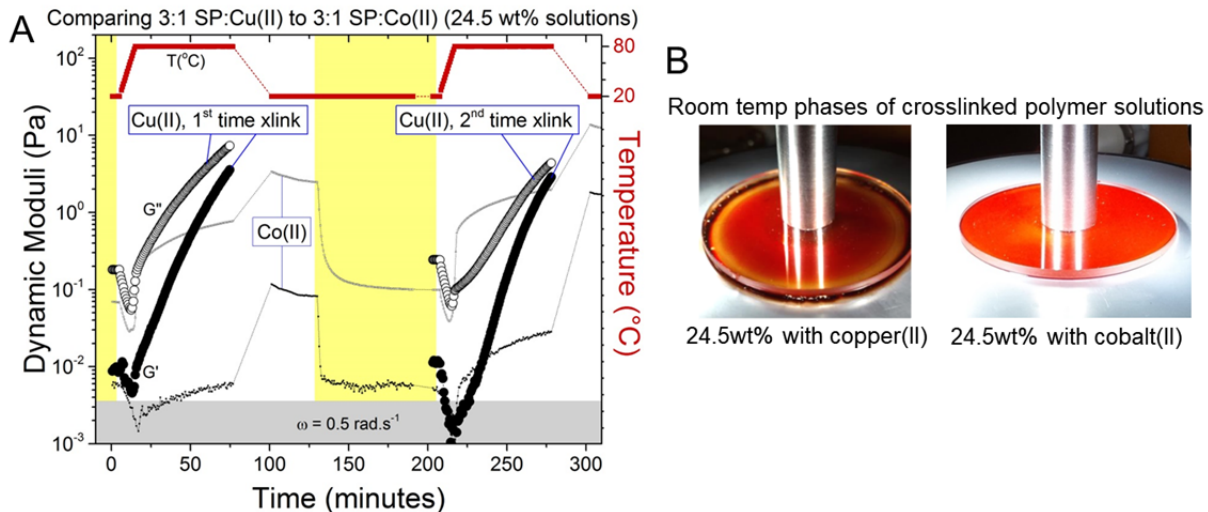 A
Comparing 3:1 SP:Cu(II) to 3:1 SP:Co(II) (24.5 wt% solutions)
Dynamic Moduli (Pa)
10²
10¹
10⁰
10⁻¹
10⁻²
10⁻³
T(°C)
Cu(II), 1st time xlink
Cu(II), 2nd time xlink
G"
Co(II)
G'
ω = 0.5 rad.s⁻¹
80
20
Temperature (°C)
0 50 100 150 200 250 300
Time (minutes)
B
Room temp phases of crosslinked polymer solutions
24.5wt% with copper(II)
24.5wt% with cobalt(II)